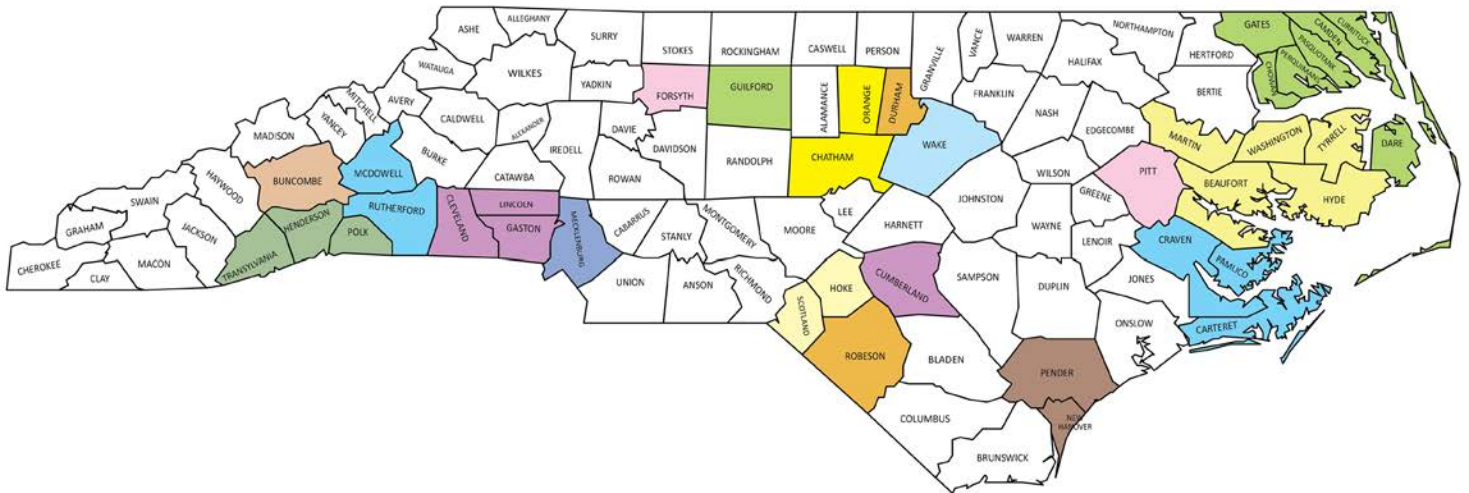 ALLEGHANY
ASHE
SURRY
STOKES
ROCKINGHAM
CASWELL
PERSON
GRANVILLE
VANCE
WARREN
NORTHAMPTON
GATES
CAMDEN
CURRITUCK
PASQUOTANK
PERQUIMANS
CHOWAN
HERTFORD
HALIFAX
BERTIE
WATAUGA
WILKES
YADKIN
FORSYTH
GUILFORD
ALAMANCE
ORANGE
DURHAM
FRANKLIN
NASH
EDGECOMBE
MARTIN
WASHINGTON
TYRRELL
DARE
MITCHELL
AVERY
YANCEY
MADISON
CALDWELL
ALEXANDER
IREDELL
DAVIE
DAVIDSON
RANDOLPH
CHATHAM
WAKE
WILSON
PITT
BEAUFORT
HYDE
HAYWOOD
BUNCOMBE
MCDOWELL
BURKE
CATAWBA
ROWAN
JOHNSTON
GREENE
SWAIN
GRAHAM
JACKSON
HENDERSON
POLK
RUTHERFORD
CLEVELAND
LINCOLN
GASTON
MECKLENBURG
CABARRUS
STANLY
MONTGOMERY
MOORE
LEE
HARNETT
WAYNE
LENOIR
CRAVEN
PAMLICO
CHEROKEE
CLAY
MACON
TRANSYLVANIA
UNION
ANSON
RICHMOND
SCOTLAND
HOKE
CUMBERLAND
SAMPSON
DUPLIN
JONES
ONSLOW
CARTERET
ROBESON
BLADEN
PENDER
COLUMBUS
NEW
HANOVER
BRUNSWICK